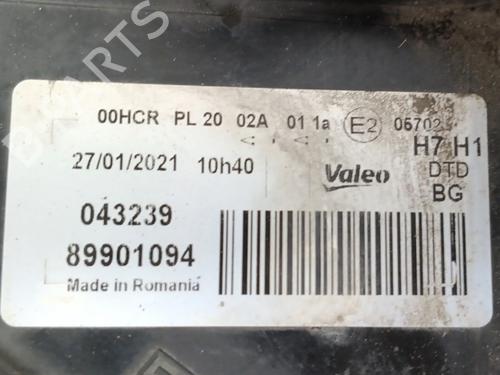 00HCR PL 20 02A 01 1a E2 05702
H7 H1
27/01/2021 10h40 Valeo DTD
BG
043239
89901094
Made in Romania